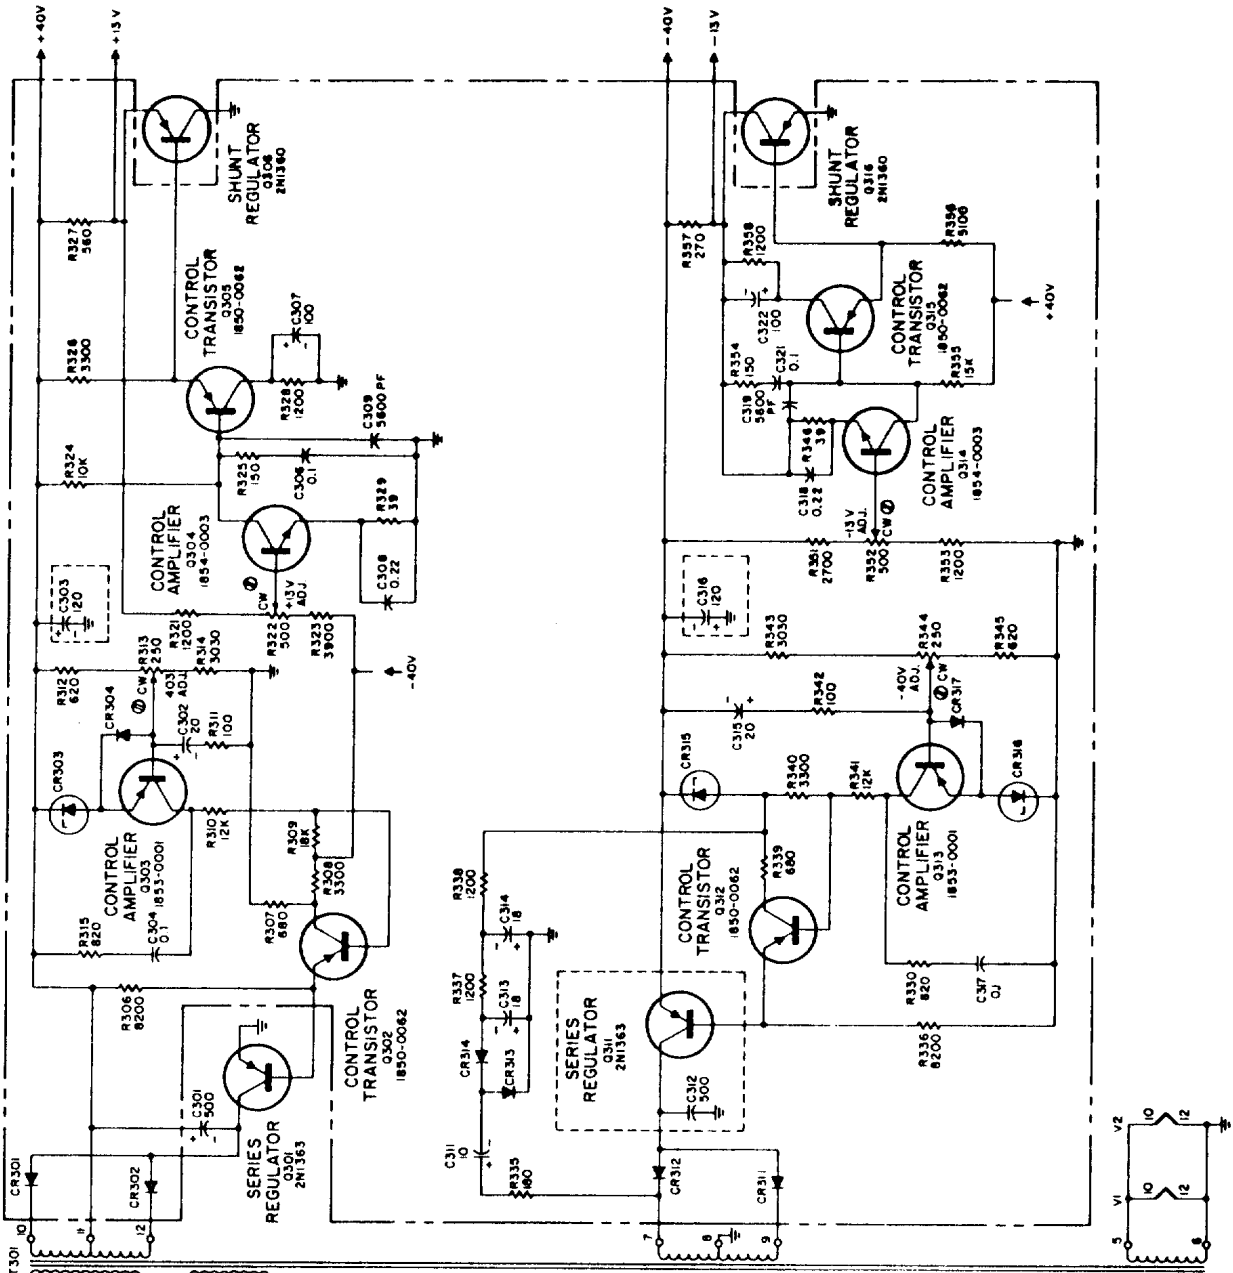 +40V
+13V
-40V
-13V
SHUNT
REGULATOR
Q306
2N1360
R327
560
CONTROL
TRANSISTOR
Q305
1850-0062
R326
3300
C307
100
R328
1200
C309
5600 PF
R324
10K
R325
150
C306
0.1
R329
39
C308
0.22
CONTROL
AMPLIFIER
Q304
1854-0003
CW
+13V
ADJ.
C303
120
R321
1200
R322
500
R323
3900
-40V
R312
620
R313
250
R314
3030
CW
ADJ.
CR304
C302
20
R311
100
CR303
CONTROL
AMPLIFIER
Q303
1853-0001
R310
12K
R309
18K
R308
3300
R307
680
R315
820
C304
0.1
R306
8200
CONTROL
TRANSISTOR
Q302
1850-0062
C301
500
SERIES
REGULATOR
Q301
2N1363
CR301
CR302
10
11
12
T301
SHUNT
REGULATOR
Q316
2N1360
R357
270
R358
1200
R356
5100
C322
100
CONTROL
TRANSISTOR
Q315
1850-0062
+40V
R354
150
C321
0.1
R355
15K
C319
5600
PF
R346
39
C318
0.22
CONTROL
AMPLIFIER
Q314
1854-0003
-13V
ADJ.
CW
R351
2700
R352
500
R353
1200
C316
120
R343
3030
R344
250
R345
620
-40V
ADJ.
CW
C315
20
R342
100
CR317
CR315
R340
3300
R341
12K
CR316
CONTROL
AMPLIFIER
Q313
1853-0001
R339
680
CONTROL
TRANSISTOR
Q312
1850-0062
R338
1200
C314
18
R337
1200
C313
18
CR314
CR313
R330
820
C317
0.1
R336
8200
SERIES
REGULATOR
Q311
2N1363
C312
500
C311
10
R335
180
CR312
CR311
7
8
9
V1
V2
10
12
10
12
5
6